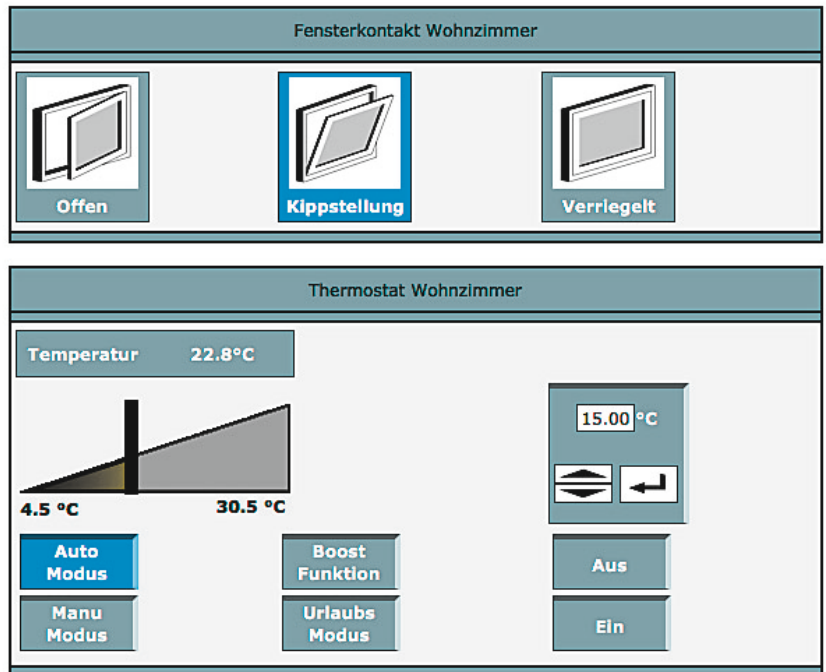 Fensterkontakt Wohnzimmer
Offen
Kippstellung
Verriegelt
Thermostat Wohnzimmer
Temperatur 22.8°C
15.00 °C
4.5 °C
30.5 °C
Auto
Modus
Boost
Funktion
Aus
Manu
Modus
Urlaubs
Modus
Ein